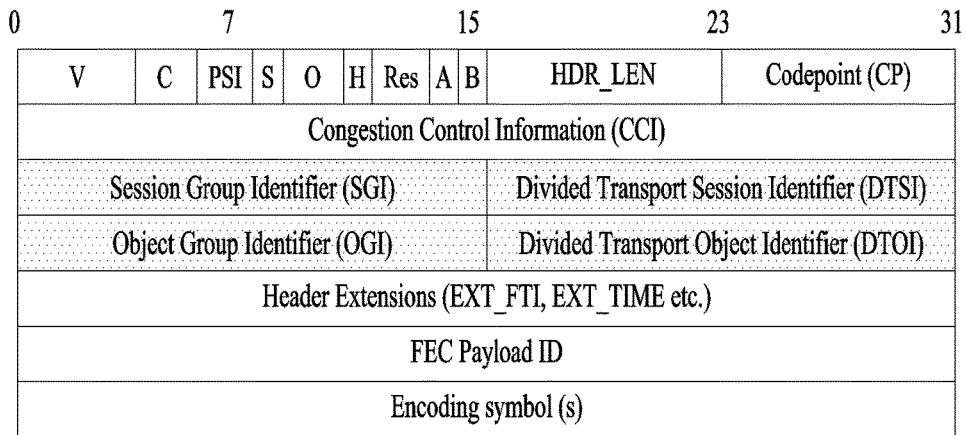 0 7 15 23 31
V C PSI S O H Res A B HDR_LEN Codepoint (CP)
Congestion Control Information (CCI)
Session Group Identifier (SGI) Divided Transport Session Identifier (DTSI)
Object Group Identifier (OGI) Divided Transport Object Identifier (DTOI)
Header Extensions (EXT_FTI, EXT_TIME etc.)
FEC Payload ID
Encoding symbol (s)